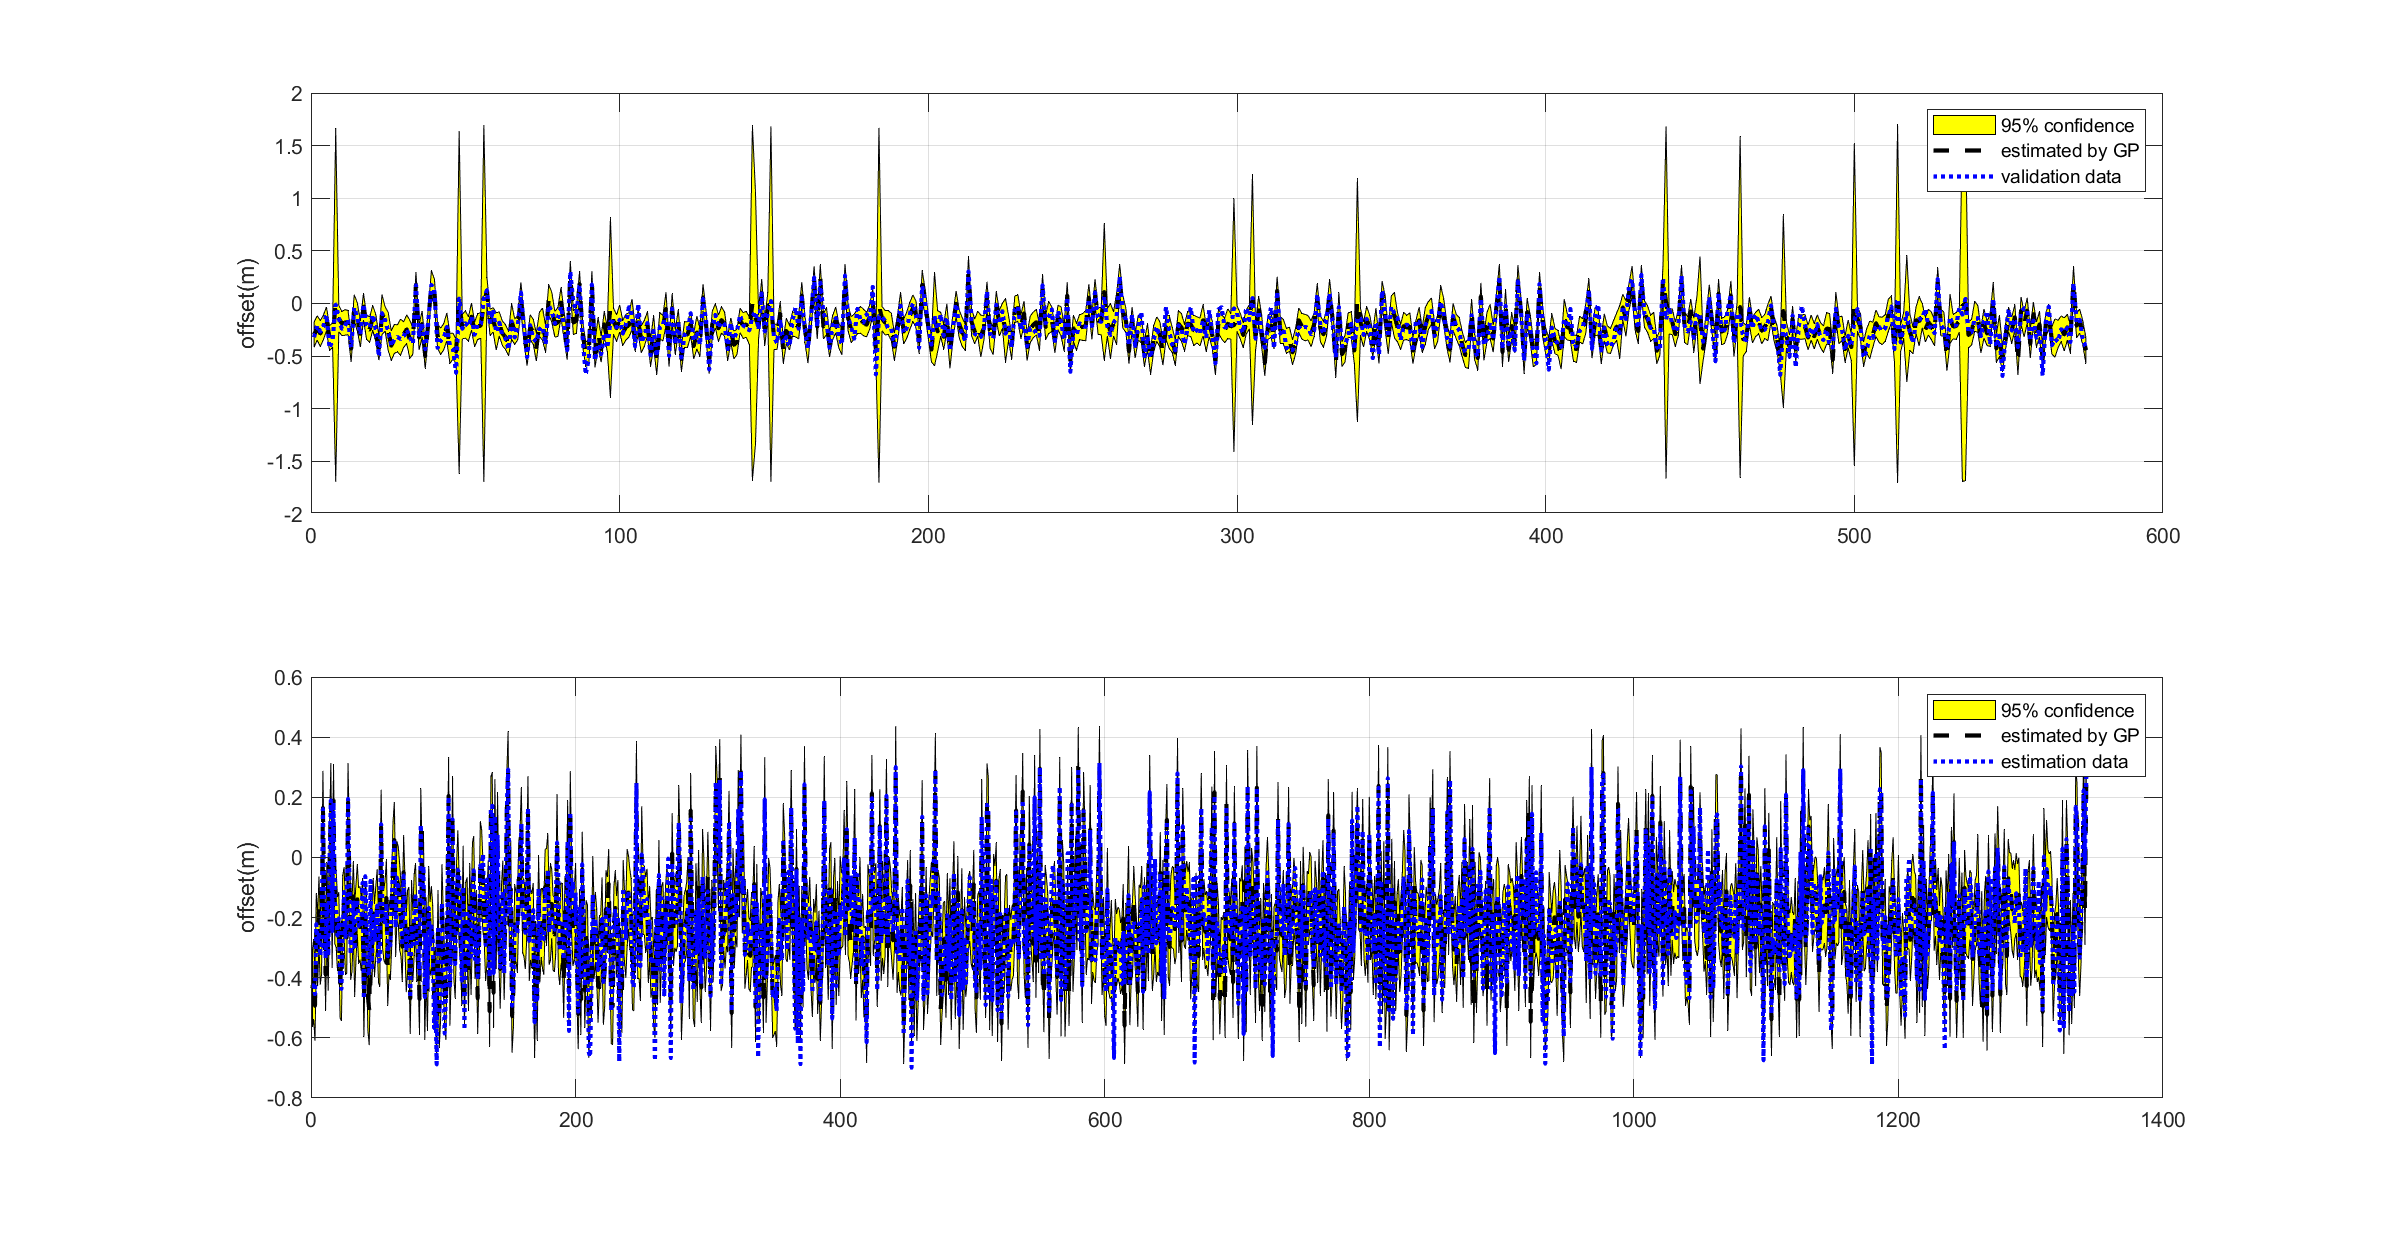 2
1.5
1
0.5
0
-0.5
-1
-1.5
-2
offset(m)
0 100 200 300 400 500 600
95% confidence
estimated by GP
validation data
0.6
0.4
0.2
0
-0.2
-0.4
-0.6
-0.8
offset(m)
0 200 400 600 800 1000 1200 1400
95% confidence
estimated by GP
estimation data